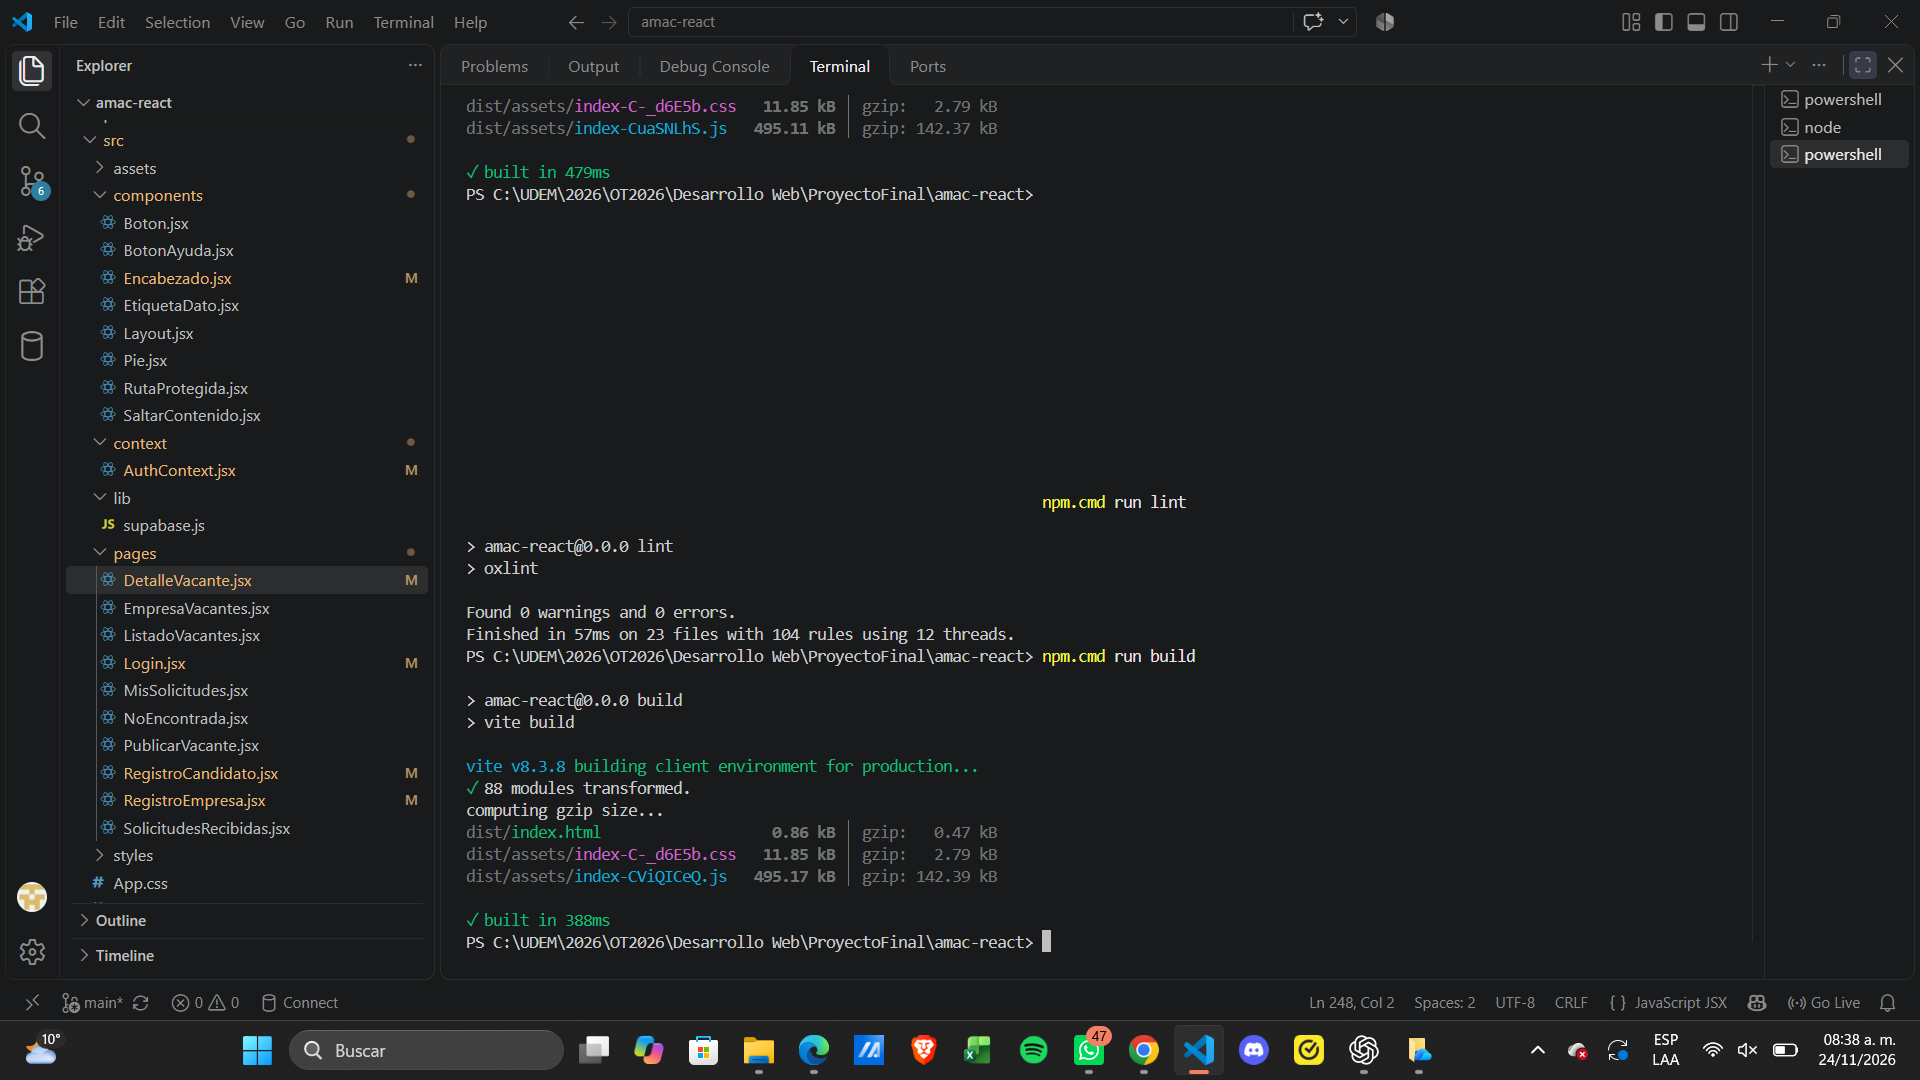 File Edit Selection View Go Run Terminal Help
amac-react
Explorer
amac-react
src
assets
components
Boton.jsx
BotonAyuda.jsx
Encabezado.jsx M
EtiquetaDato.jsx
Layout.jsx
Pie.jsx
RutaProtegida.jsx
SaltarContenido.jsx
context
AuthContext.jsx M
lib
JS supabase.js
pages
DetalleVacante.jsx M
EmpresaVacantes.jsx
ListadoVacantes.jsx
Login.jsx M
MisSolicitudes.jsx
NoEncontrada.jsx
PublicarVacante.jsx
RegistroCandidato.jsx M
RegistroEmpresa.jsx M
SolicitudesRecibidas.jsx
styles
# App.css
Outline
Timeline
6
Problems Output Debug Console Terminal Ports
dist/assets/index-C-_d6E5b.css 11.85 kB │ gzip: 2.79 kB
dist/assets/index-CuaSNLhS.js 495.11 kB │ gzip: 142.37 kB
✓ built in 479ms
PS C:\UDEM\2026\OT2026\Desarrollo Web\ProyectoFinal\amac-react>
npm.cmd run lint
> amac-react@0.0.0 lint
> oxlint
Found 0 warnings and 0 errors.
Finished in 57ms on 23 files with 104 rules using 12 threads.
PS C:\UDEM\2026\OT2026\Desarrollo Web\ProyectoFinal\amac-react> npm.cmd run build
> amac-react@0.0.0 build
> vite build
vite v8.3.8 building client environment for production...
✓ 88 modules transformed.
computing gzip size...
dist/index.html 0.86 kB │ gzip: 0.47 kB
dist/assets/index-C-_d6E5b.css 11.85 kB │ gzip: 2.79 kB
dist/assets/index-CViQICeQ.js 495.17 kB │ gzip: 142.39 kB
✓ built in 388ms
PS C:\UDEM\2026\OT2026\Desarrollo Web\ProyectoFinal\amac-react>
powershell
node
powershell
main* 0 0 Connect
Ln 248, Col 2 Spaces: 2 UTF-8 CRLF { } JavaScript JSX Go Live
10°
Buscar
47
ESP
LAA
08:38 a. m.
24/11/2026